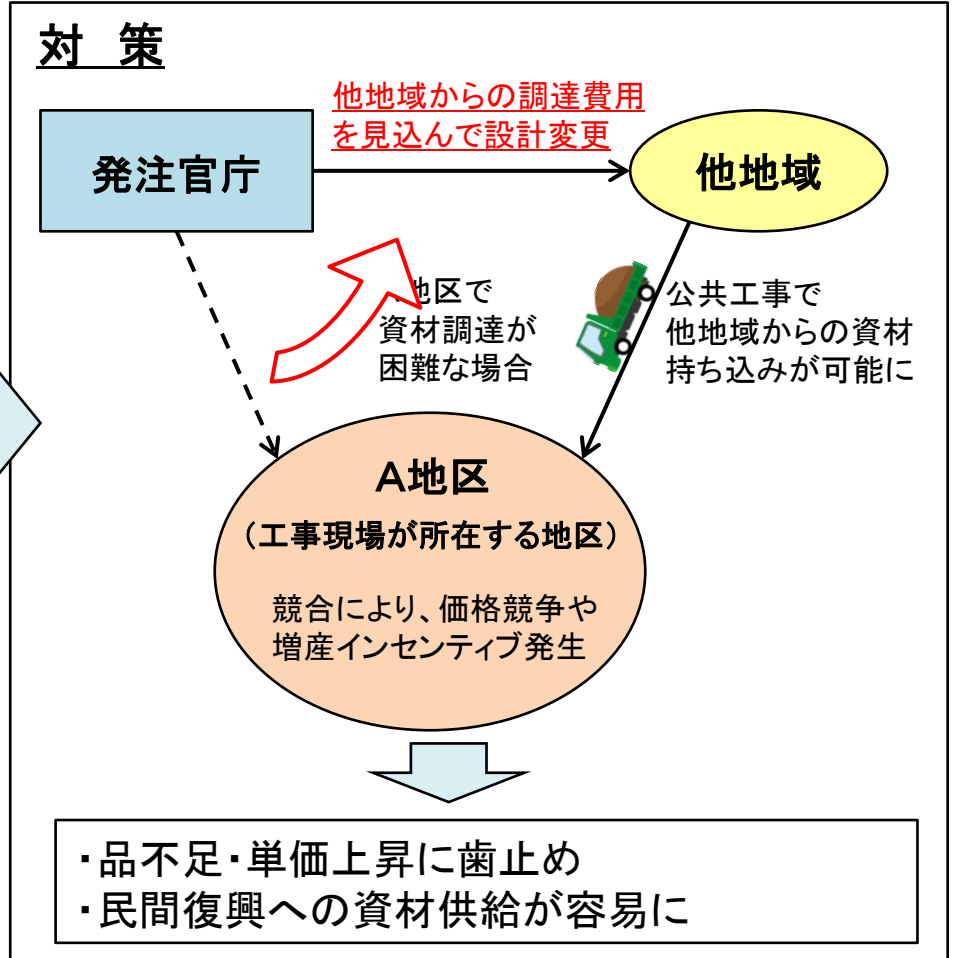 対 策
他地域からの調達費用
を見込んで設計変更
発注官庁
他地域
地区で
資材調達が
困難な場合
公共工事で
他地域からの資材
持ち込みが可能に
A地区
(工事現場が所在する地区)
競合により、価格競争や
増産インセンティブ発生
・品不足・単価上昇に歯止め
・民間復興への資材供給が容易に